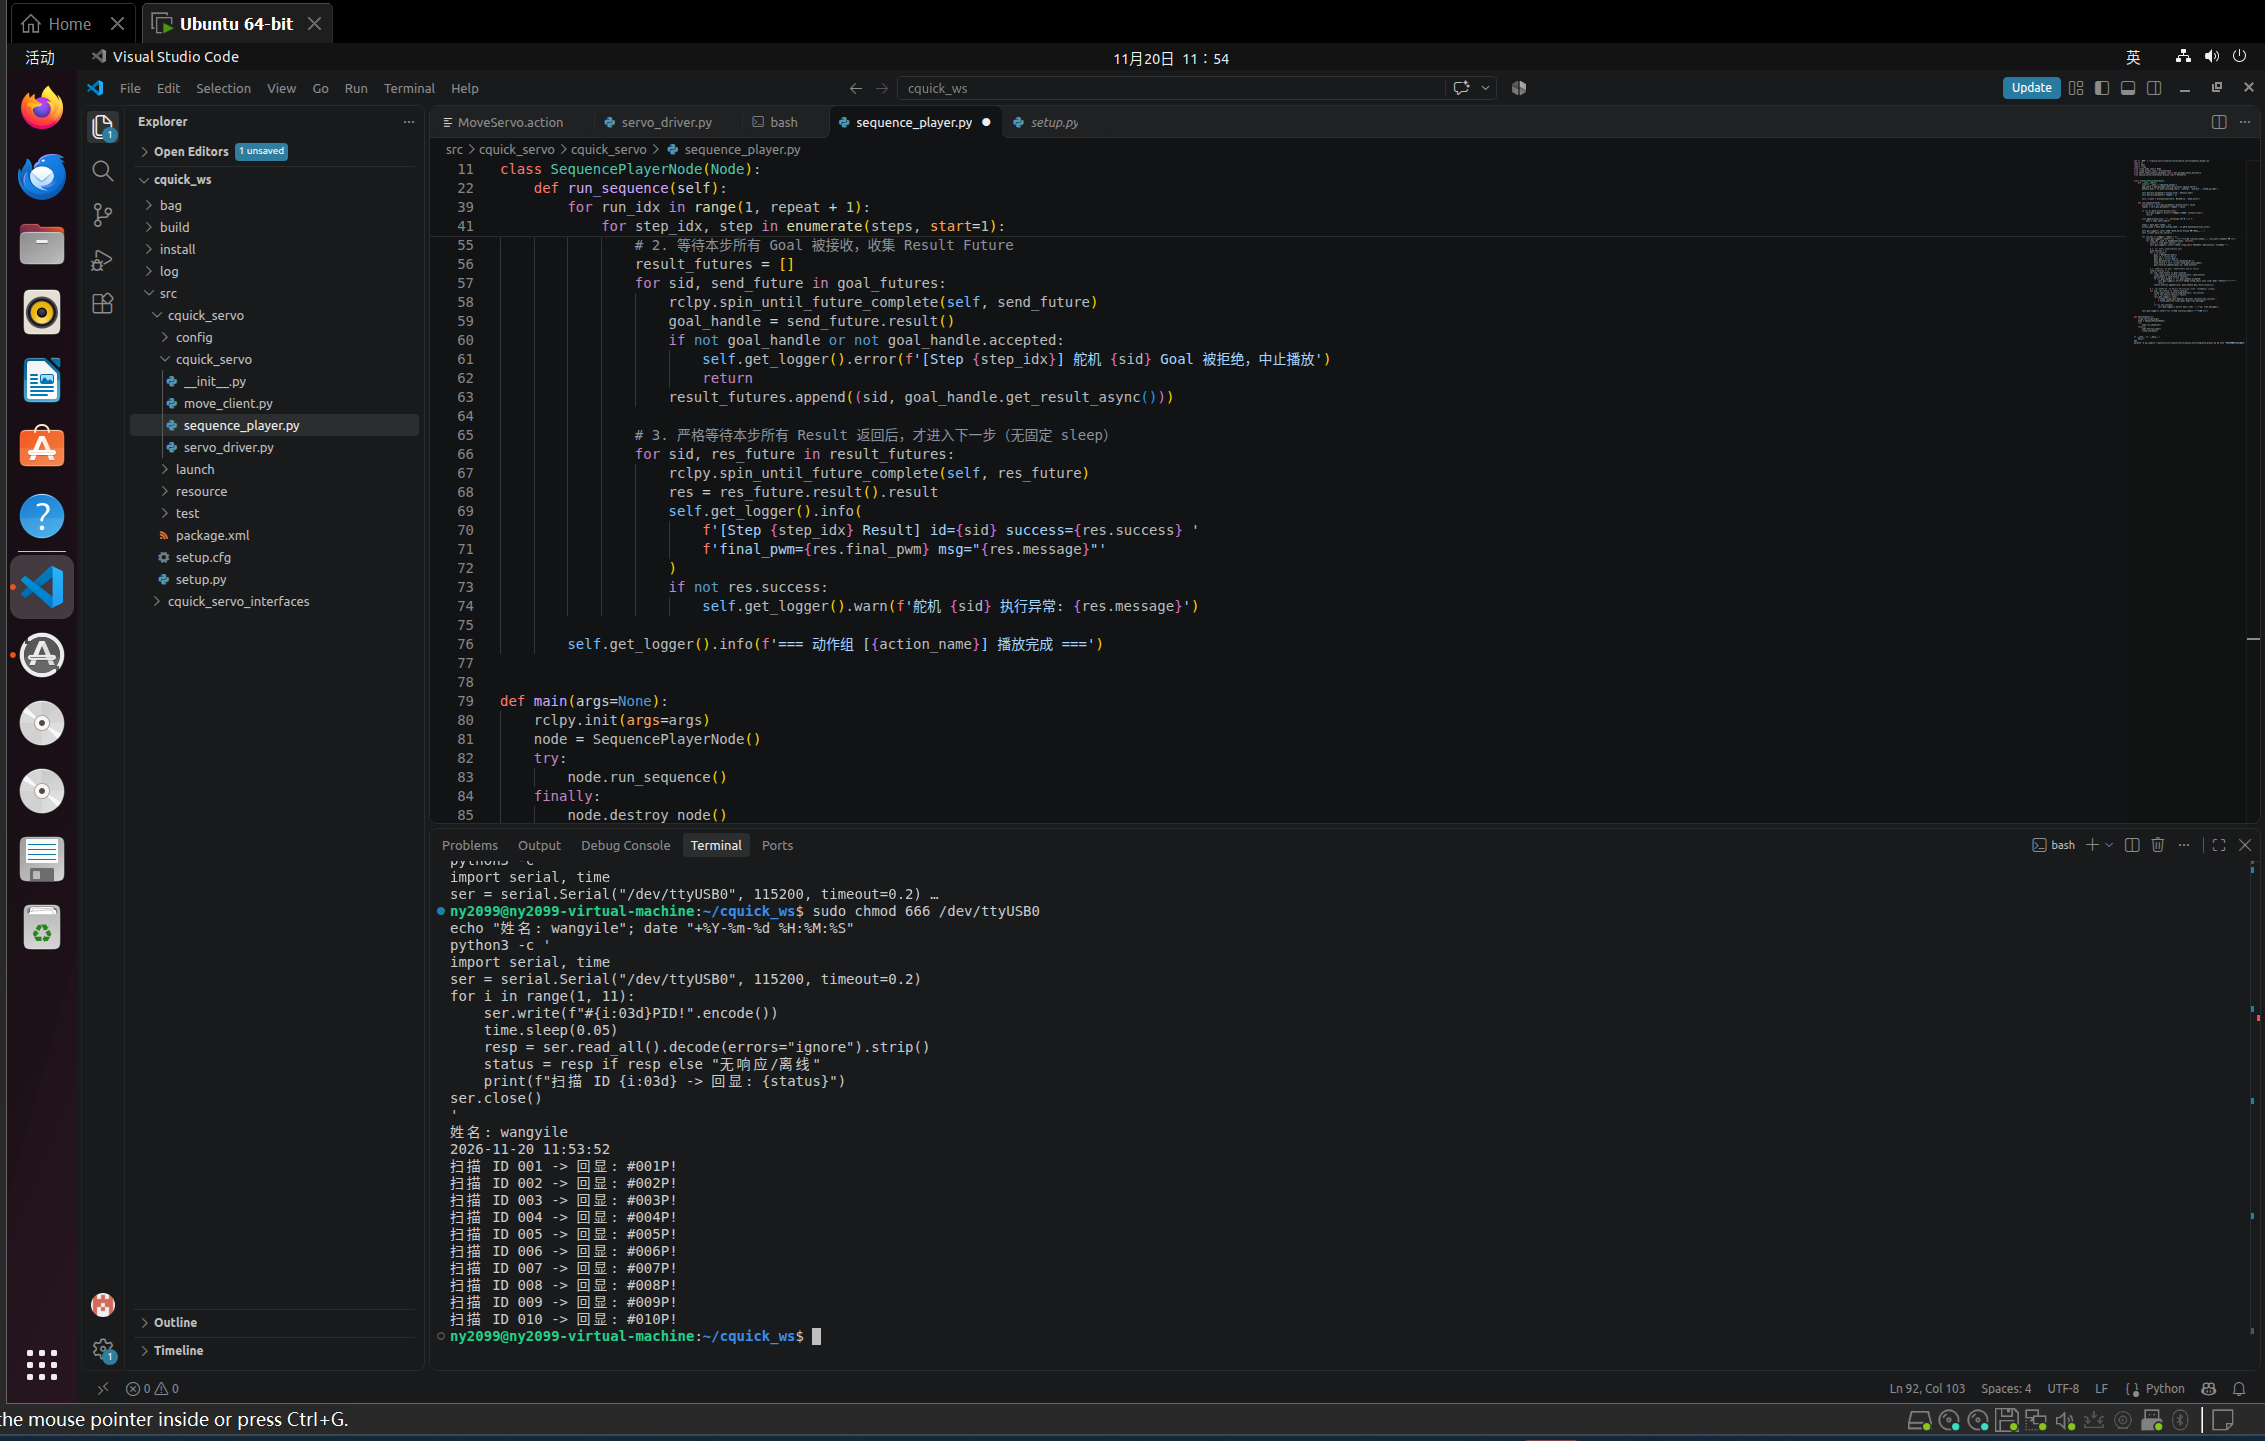 Home
Ubuntu 64-bit
活动
Visual Studio Code
11月20日 11：54
英
File Edit Selection View Go Run Terminal Help
cquick_ws
Update
Explorer
Open Editors 1 unsaved
cquick_ws
bag
build
install
log
src
cquick_servo
config
cquick_servo
__init__.py
move_client.py
sequence_player.py
servo_driver.py
launch
resource
test
package.xml
setup.cfg
setup.py
cquick_servo_interfaces
Outline
Timeline
MoveServo.action servo_driver.py bash sequence_player.py setup.py
src > cquick_servo > cquick_servo > sequence_player.py
11 class SequencePlayerNode(Node):
22 def run_sequence(self):
39 for run_idx in range(1, repeat + 1):
41 for step_idx, step in enumerate(steps, start=1):
55 # 2. 等待本步所有 Goal 被接收，收集 Result Future
56 result_futures = []
57 for sid, send_future in goal_futures:
58 rclpy.spin_until_future_complete(self, send_future)
59 goal_handle = send_future.result()
60 if not goal_handle or not goal_handle.accepted:
61 self.get_logger().error(f'[Step {step_idx}] 舵机 {sid} Goal 被拒绝，中止播放')
62 return
63 result_futures.append((sid, goal_handle.get_result_async()))
64
65 # 3. 严格等待本步所有 Result 返回后，才进入下一步（无固定 sleep）
66 for sid, res_future in result_futures:
67 rclpy.spin_until_future_complete(self, res_future)
68 res = res_future.result().result
69 self.get_logger().info(
70 f'[Step {step_idx} Result] id={sid} success={res.success} '
71 f'final_pwm={res.final_pwm} msg="{res.message}"'
72 )
73 if not res.success:
74 self.get_logger().warn(f'舵机 {sid} 执行异常: {res.message}')
75
76 self.get_logger().info(f'=== 动作组 [{action_name}] 播放完成 ===')
77
78
79 def main(args=None):
80 rclpy.init(args=args)
81 node = SequencePlayerNode()
82 try:
83 node.run_sequence()
84 finally:
85 node.destroy_node()
Problems Output Debug Console Terminal Ports
bash
python3 -c '
import serial, time
ser = serial.Serial("/dev/ttyUSB0", 115200, timeout=0.2) …
ny2099@ny2099-virtual-machine:~/cquick_ws$ sudo chmod 666 /dev/ttyUSB0
echo "姓名: wangyile"; date "+%Y-%m-%d %H:%M:%S"
python3 -c '
import serial, time
ser = serial.Serial("/dev/ttyUSB0", 115200, timeout=0.2)
for i in range(1, 11):
ser.write(f"#{i:03d}PID!".encode())
time.sleep(0.05)
resp = ser.read_all().decode(errors="ignore").strip()
status = resp if resp else "无响应/离线"
print(f"扫描 ID {i:03d} -> 回显: {status}")
ser.close()
'
姓名: wangyile
2026-11-20 11:53:52
扫描 ID 001 -> 回显: #001P!
扫描 ID 002 -> 回显: #002P!
扫描 ID 003 -> 回显: #003P!
扫描 ID 004 -> 回显: #004P!
扫描 ID 005 -> 回显: #005P!
扫描 ID 006 -> 回显: #006P!
扫描 ID 007 -> 回显: #007P!
扫描 ID 008 -> 回显: #008P!
扫描 ID 009 -> 回显: #009P!
扫描 ID 010 -> 回显: #010P!
ny2099@ny2099-virtual-machine:~/cquick_ws$
0 0
Ln 92, Col 103 Spaces: 4 UTF-8 LF Python
the mouse pointer inside or press Ctrl+G.